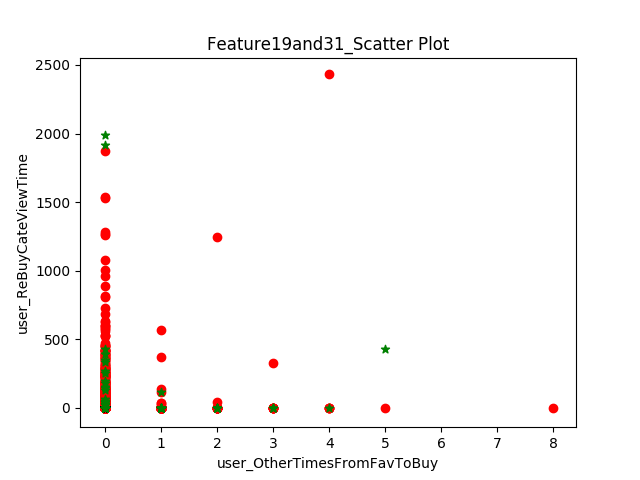 Feature19and31_Scatter Plot
2500
2000
1500
1000
500
0
user_ReBuyCateViewTime
0 1 2 3 4 5 6 7 8
user_OtherTimesFromFavToBuy